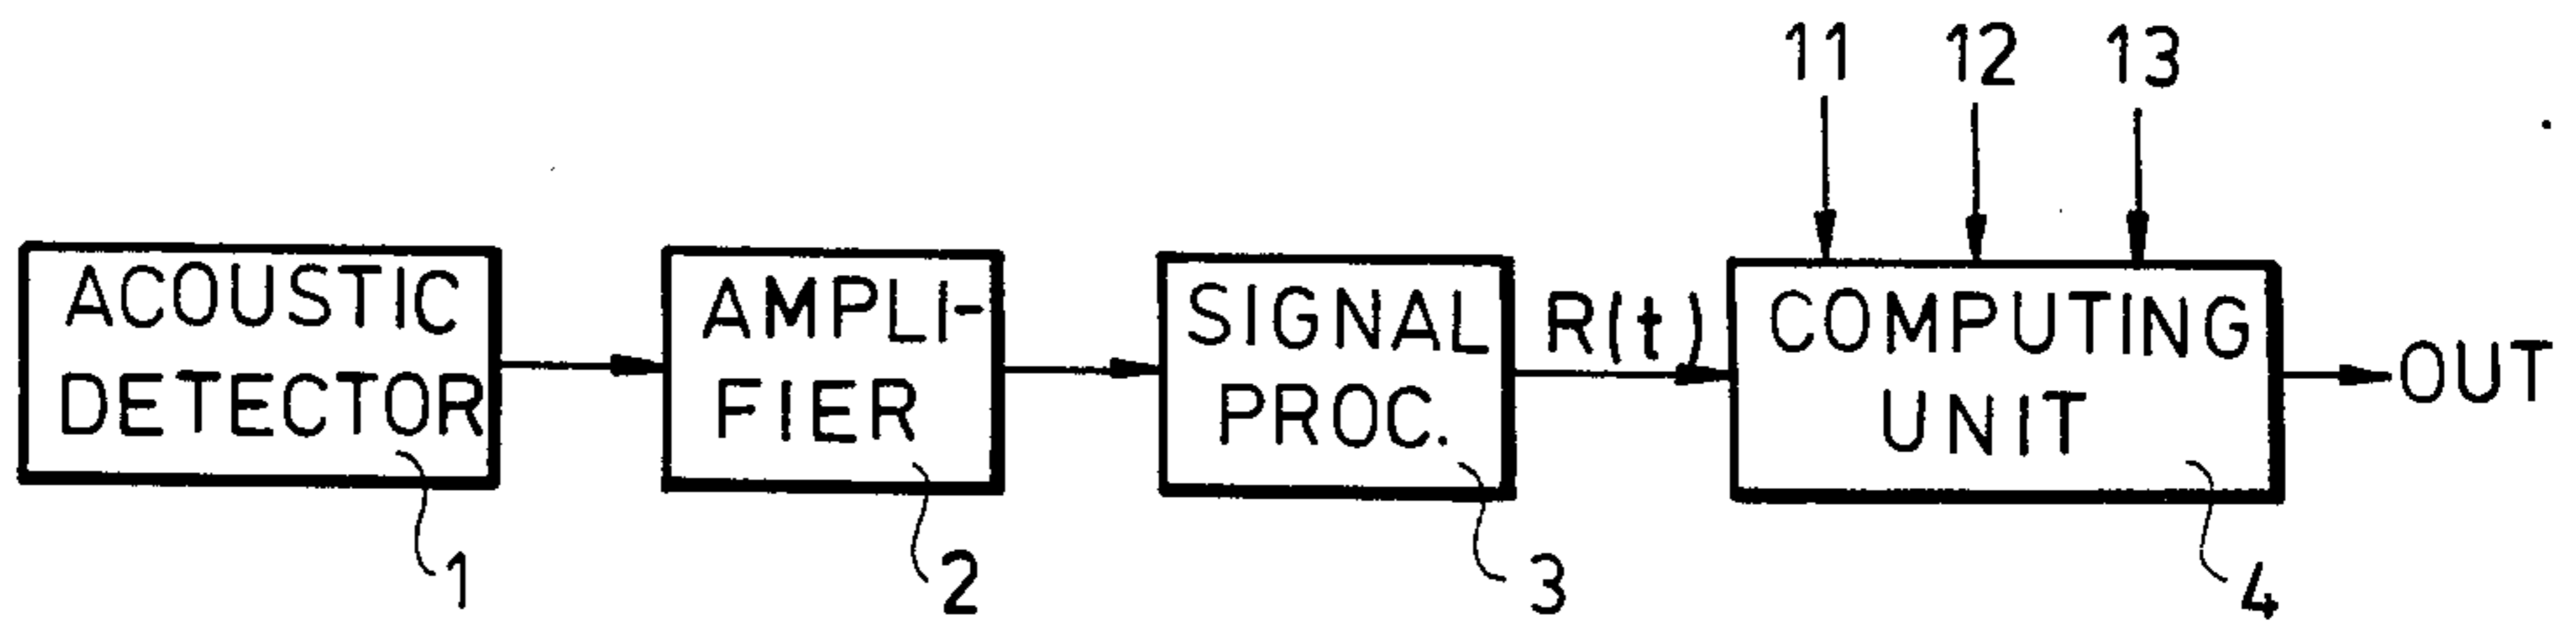 11 12 13
ACOUSTIC
DETECTOR
1
AMPLI-
FIER
2
SIGNAL
PROC.
3
R(t)
COMPUTING
UNIT
4
OUT